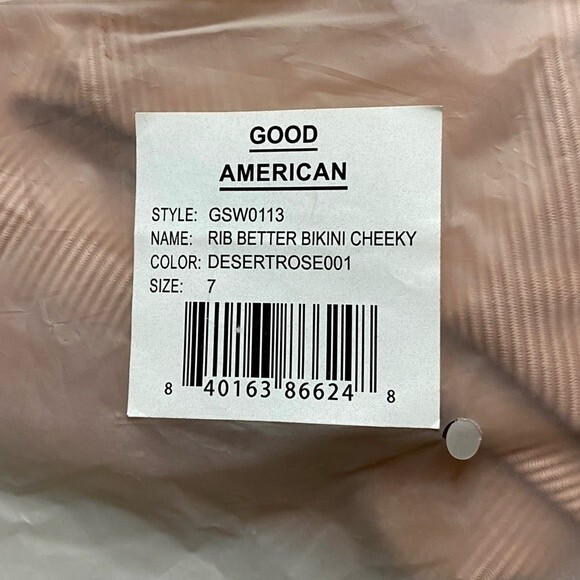 GOOD
AMERICAN
STYLE: GSW0113
NAME: RIB BETTER BIKINI CHEEKY
COLOR: DESERTROSE001
SIZE: 7
8 40163 86624 8